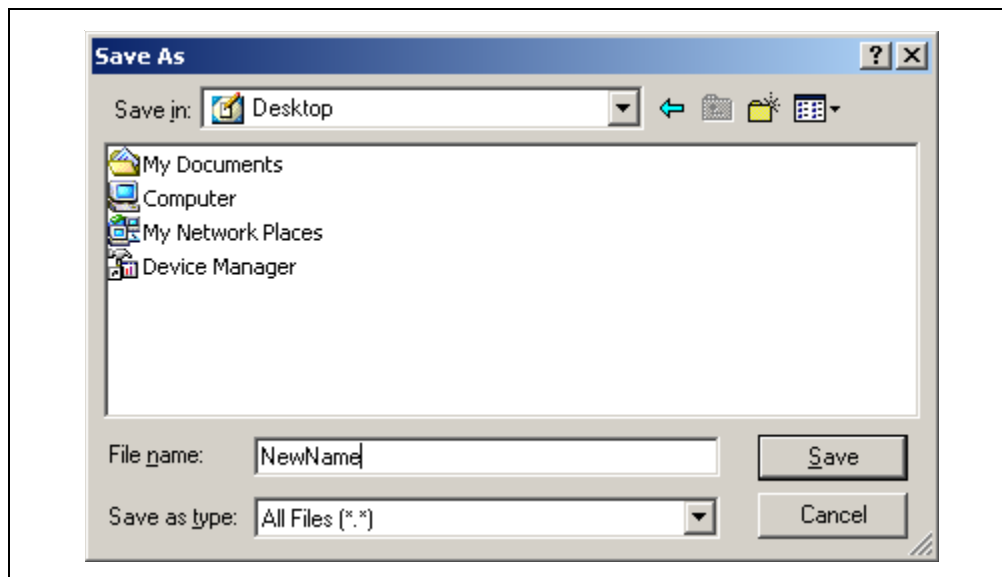 Save As
Save in: Desktop
My Documents
Computer
My Network Places
Device Manager
File name: NewName Save
Save as type: All Files (*.*) Cancel